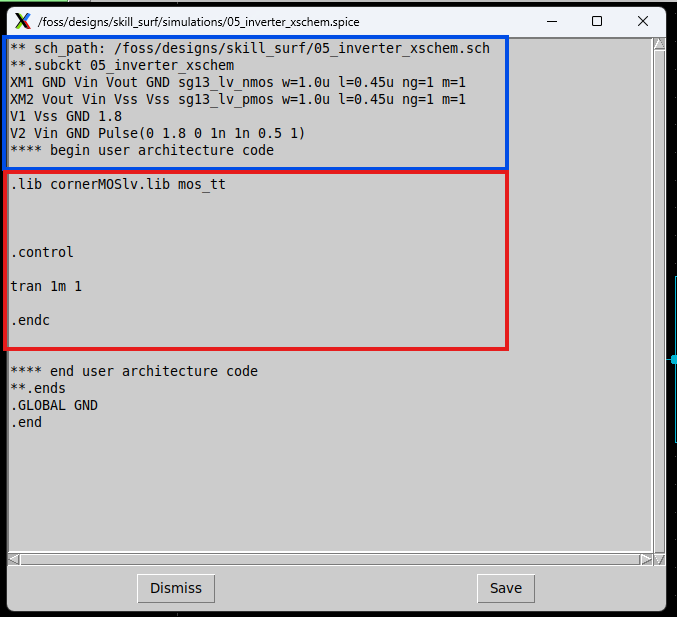 /foss/designs/skill_surf/simulations/05_inverter_xschem.spice
** sch_path: /foss/designs/skill_surf/05_inverter_xschem.sch
**.subckt 05_inverter_xschem
XM1 GND Vin Vout GND sg13_lv_nmos w=1.0u l=0.45u ng=1 m=1
XM2 Vout Vin Vss Vss sg13_lv_pmos w=1.0u l=0.45u ng=1 m=1
V1 Vss GND 1.8
V2 Vin GND Pulse(0 1.8 0 1n 1n 0.5 1)
**** begin user architecture code
.lib cornerMOSlv.lib mos_tt
.control
tran 1m 1
.endc
**** end user architecture code
**.ends
.GLOBAL GND
.end
Dismiss
Save